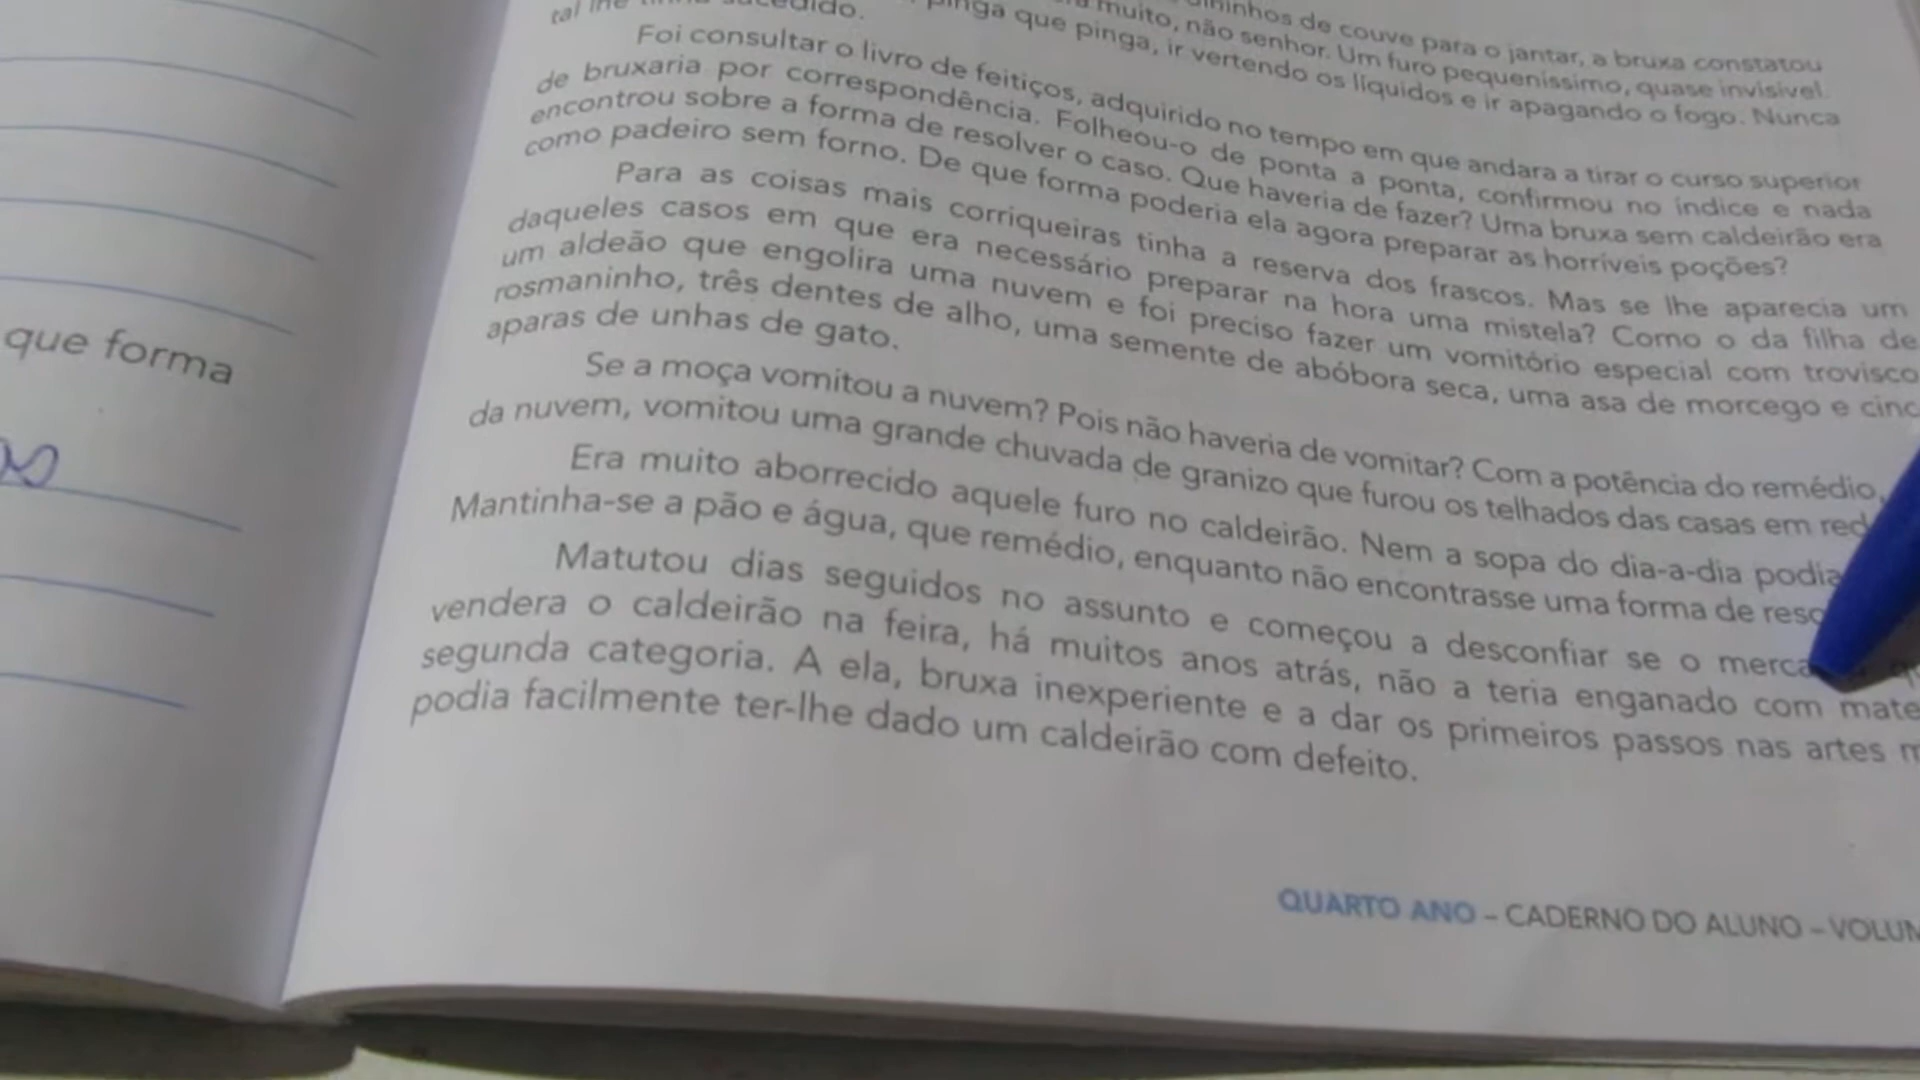 que forma
de couve para o jantar, a bruxa constatou
muito, não senhor. Um furo pequeníssimo, quase invisível.
pinga que pinga, ir vertendo os líquidos e ir apagando o fogo. Nunca
tal lhe tinha sucedido.
Foi consultar o livro de feitiços, adquirido no tempo em que andara a tirar o curso superior
de bruxaria por correspondência. Folheou-o de ponta a ponta, confirmou no índice e nada
encontrou sobre a forma de resolver o caso. Que haveria de fazer? Uma bruxa sem caldeirão era
como padeiro sem forno. De que forma poderia ela agora preparar as horríveis poções?
Para as coisas mais corriqueiras tinha a reserva dos frascos. Mas se lhe aparecia um
daqueles casos em que era necessário preparar na hora uma mistela? Como o da filha de
um aldeão que engolira uma nuvem e foi preciso fazer um vomitório especial com trovisco
rosmaninho, três dentes de alho, uma semente de abóbora seca, uma asa de morcego e cinc
aparas de unhas de gato.
Se a moça vomitou a nuvem? Pois não haveria de vomitar? Com a potência do remédio,
da nuvem, vomitou uma grande chuvada de granizo que furou os telhados das casas em red
Era muito aborrecido aquele furo no caldeirão. Nem a sopa do dia-a-dia podia
Mantinha-se a pão e água, que remédio, enquanto não encontrasse uma forma de reso
Matutou dias seguidos no assunto e começou a desconfiar se o merca
vendera o caldeirão na feira, há muitos anos atrás, não a teria enganado com mate
segunda categoria. A ela, bruxa inexperiente e a dar os primeiros passos nas artes m
podia facilmente ter-lhe dado um caldeirão com defeito.
QUARTO ANO – CADERNO DO ALUNO – VOLUM